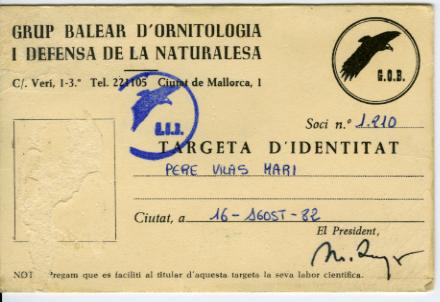 GRUP BALEAR D'ORNITOLOGIA
I DEFENSA DE LA NATURALESA
C/. Veri, 1-3.º Tel. 221105 Ciutat de Mallorca, 1
G.O.B.
G.O.B.
Soci n.º 1.210
TARGETA D'IDENTITAT
PERE VILAS MARI
Ciutat, a 16-AGOST-82
El President,
NOT Pregam que es faciliti al titular d'aquesta targeta la seva labor científica.